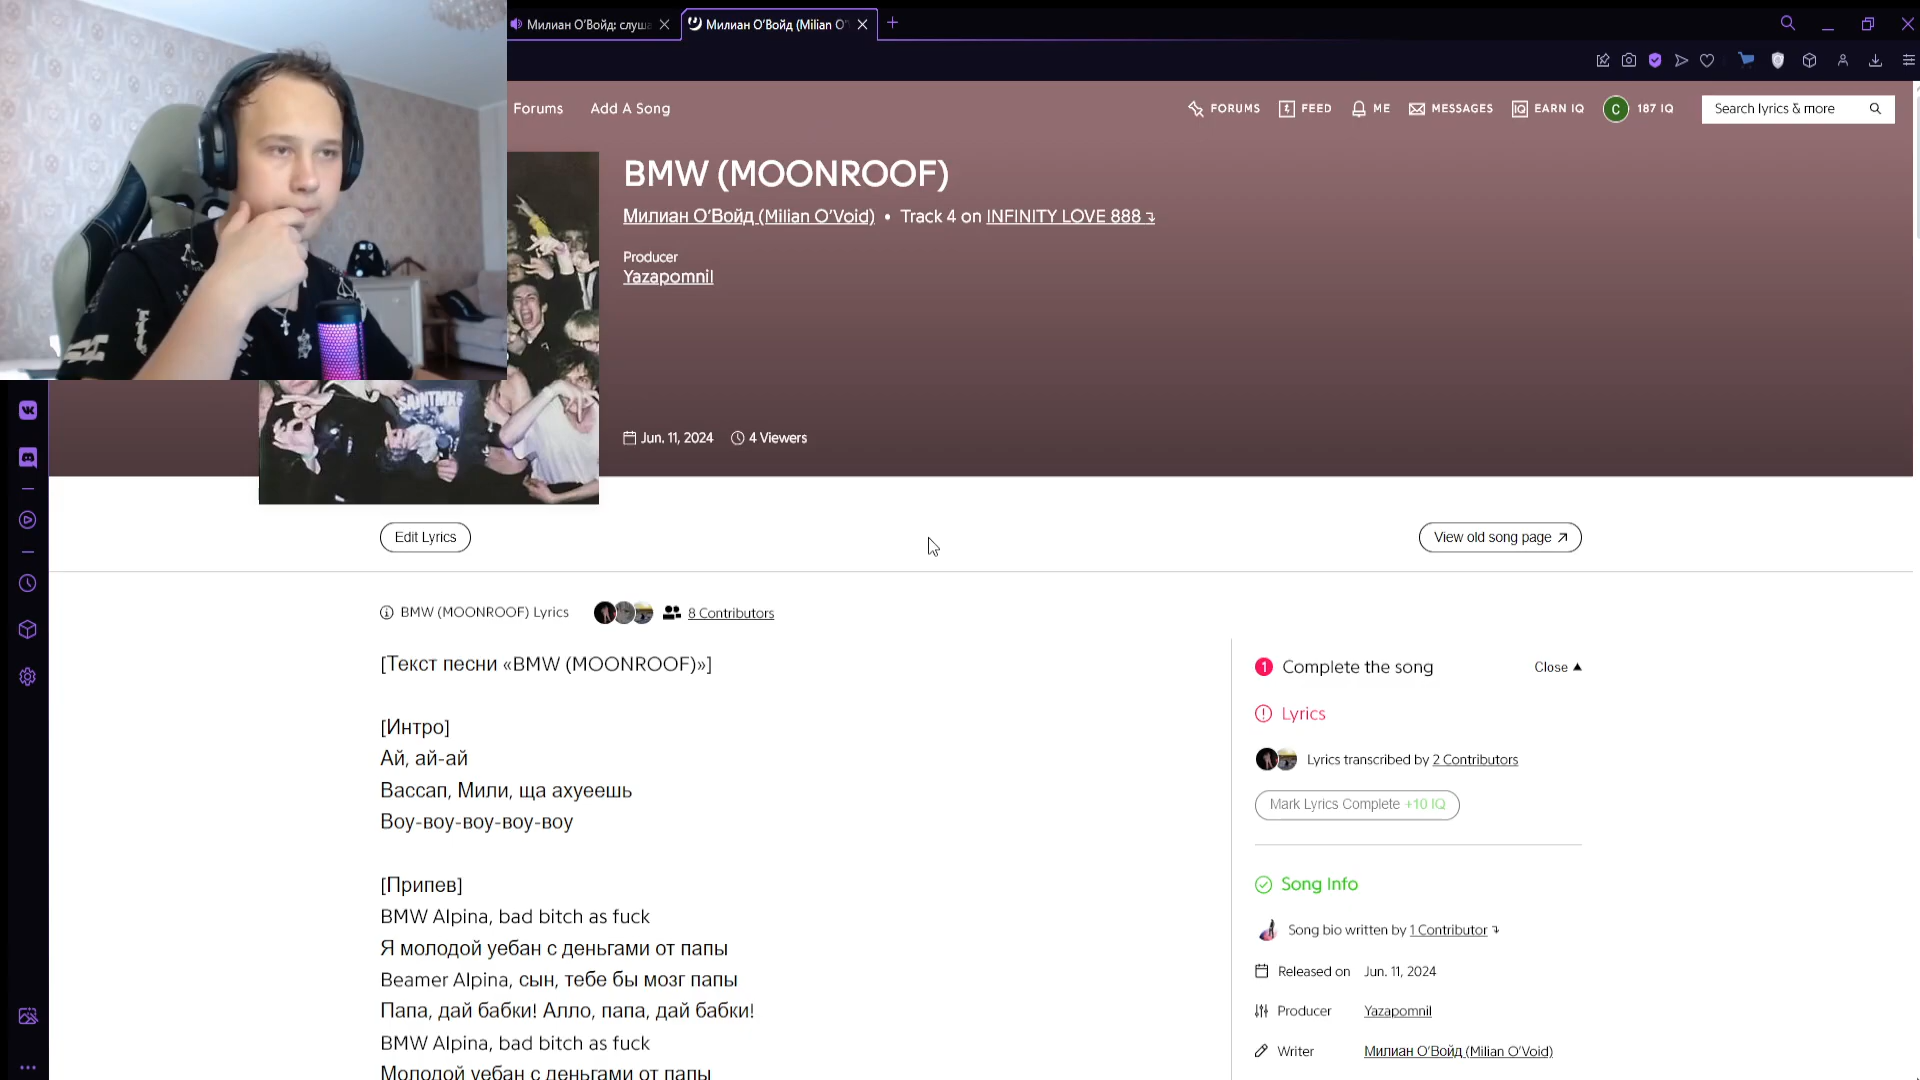 Милиан О'Войд: слуша
Милиан О'Войд (Milian O'
Forums
Add A Song
FORUMS
FEED
ME
MESSAGES
EARN IQ
C
187 IQ
Search lyrics & more
BMW (MOONROOF)
Милиан О'Войд (Milian O'Void) • Track 4 on INFINITY LOVE 888
Producer
Yazapomnil
SAINTMX6
Jun. 11, 2024
4 Viewers
Edit Lyrics
View old song page
BMW (MOONROOF) Lyrics
8 Contributors
[Текст песни «BMW (MOONROOF)»]
[Интро]
Ай, ай-ай
Вассап, Мили, ща ахуеешь
Воу-воу-воу-воу-воу
[Припев]
BMW Alpina, bad bitch as fuck
Я молодой уебан с деньгами от папы
Beamer Alpina, сын, тебе бы мозг папы
Папа, дай бабки! Алло, папа, дай бабки!
BMW Alpina, bad bitch as fuck
Молодой уебан с деньгами от папы
1 Complete the song
Close
Lyrics
Lyrics transcribed by 2 Contributors
Mark Lyrics Complete +10 IQ
Song Info
Song bio written by 1 Contributor
Released on Jun. 11, 2024
Producer Yazapomnil
Writer Милиан О'Войд (Milian O'Void)